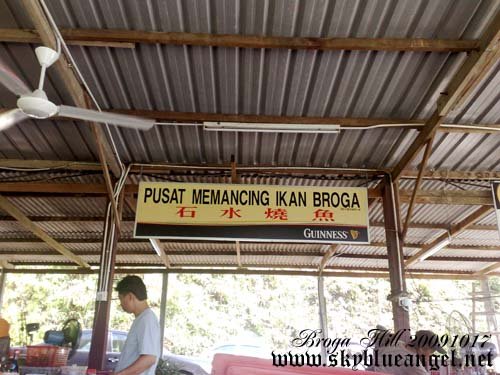 PUSAT MEMANCING IKAN BROGA
石水燒魚
GUINNESS
Broga Hill 20091017
www.skyblueangel.net